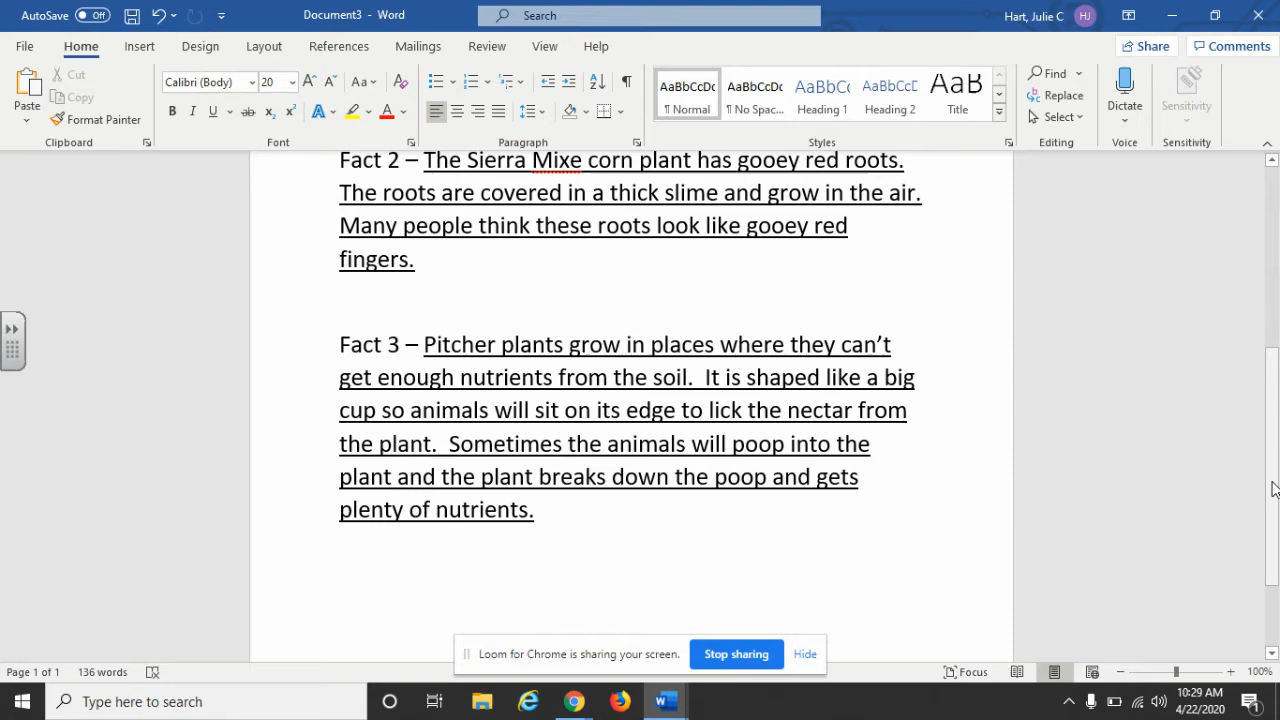 AutoSave Off Document3 - Word Search Hart, Julie C HJ
File Home Insert Design Layout References Mailings Review View Help Share Comments
Paste Cut Copy Format Painter
Calibri (Body) 20 Aa
AaBbCcDc AaBbCcDc AaBbCc AaBbCcD AaB
¶ Normal ¶ No Spac... Heading 1 Heading 2 Title
Find Replace Select
Dictate Sensitivity
Clipboard Font Paragraph Styles Editing Voice Sensitivity
Fact 2 – The Sierra Mixe corn plant has gooey red roots.
The roots are covered in a thick slime and grow in the air.
Many people think these roots look like gooey red
fingers.
Fact 3 – Pitcher plants grow in places where they can’t
get enough nutrients from the soil.  It is shaped like a big
cup so animals will sit on its edge to lick the nectar from
the plant.  Sometimes the animals will poop into the
plant and the plant breaks down the poop and gets
plenty of nutrients.
Loom for Chrome is sharing your screen. Stop sharing Hide
Page 1 of 1 136 words Focus 100%
Type here to search 10:29 AM
4/22/2020